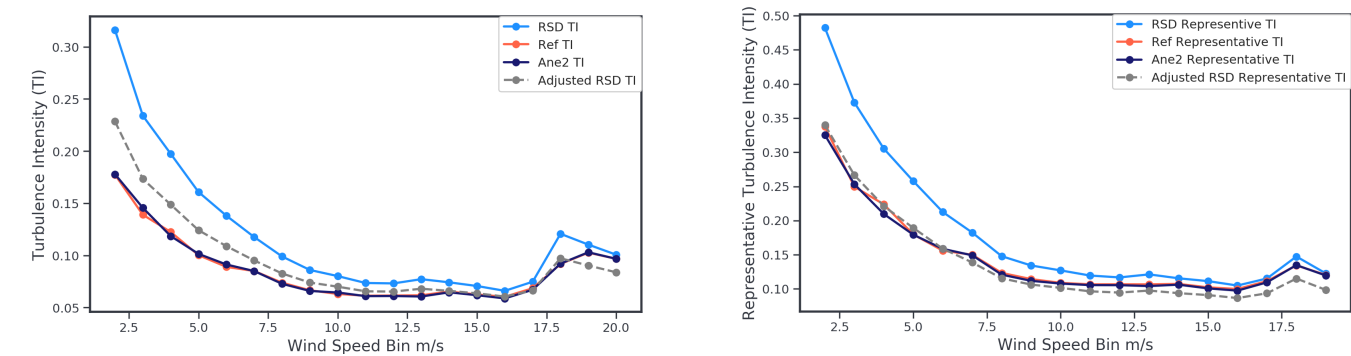 RSD TI
Ref TI
Ane2 TI
Adjusted RSD TI
Turbulence Intensity (TI)
0.30
0.25
0.20
0.15
0.10
0.05
2.5 5.0 7.5 10.0 12.5 15.0 17.5 20.0
Wind Speed Bin m/s
RSD Representive TI
Ref Representative TI
Ane2 Representative TI
Adjusted RSD Representative TI
Representative Turbulence Intensity (TI)
0.50
0.45
0.40
0.35
0.30
0.25
0.20
0.15
0.10
2.5 5.0 7.5 10.0 12.5 15.0 17.5
Wind Speed Bin m/s